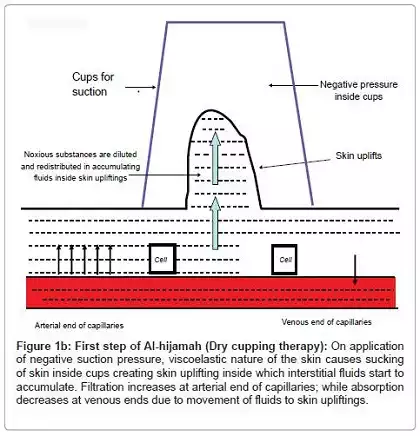 Cups for
suction
Negative pressure
inside cups
Noxious substances are diluted
and redistributed in accumulating
fluids inside skin upliftings
Skin uplifts
Cell
Cell
Arterial end of capillaries
Venous end of capillaries
Figure 1b: First step of Al-hijamah (Dry cupping therapy): On application
of negative suction pressure, viscoelastic nature of the skin causes sucking
of skin inside cups creating skin uplifting inside which interstitial fluids start to
accumulate. Filtration increases at arterial end of capillaries; while absorption
decreases at venous ends due to movement of fluids to skin upliftings.